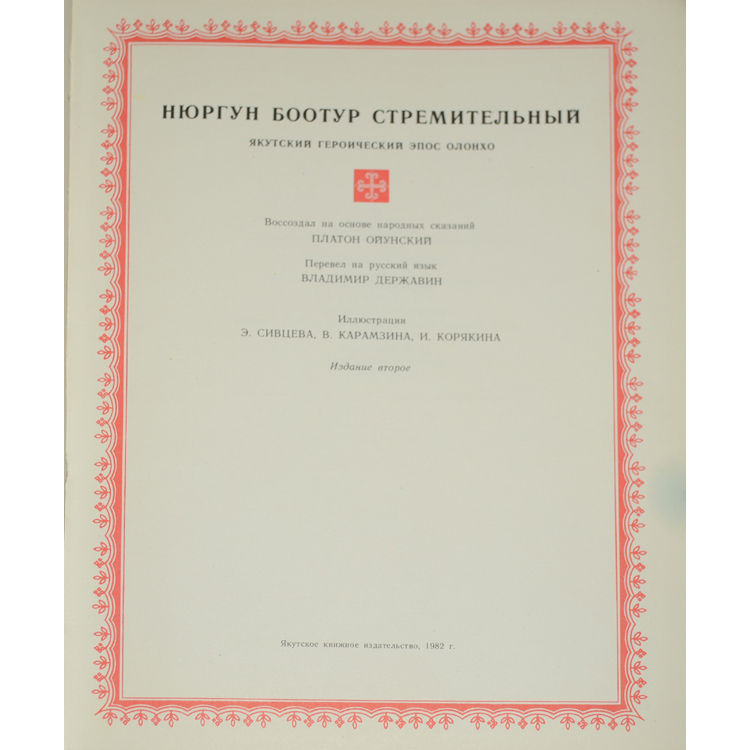 НЮРГУН БООТУР СТРЕМИТЕЛЬНЫЙ
ЯКУТСКИЙ ГЕРОИЧЕСКИЙ ЭПОС ОЛОНХО
Воссоздал на основе народных сказаний
ПЛАТОН ОЙУНСКИЙ
Перевел на русский язык
ВЛАДИМИР ДЕРЖАВИН
Иллюстрации
Э. СИВЦЕВА, В. КАРАМЗИНА, И. КОРЯКИНА
Издание второе
Якутское книжное издательство, 1982 г.